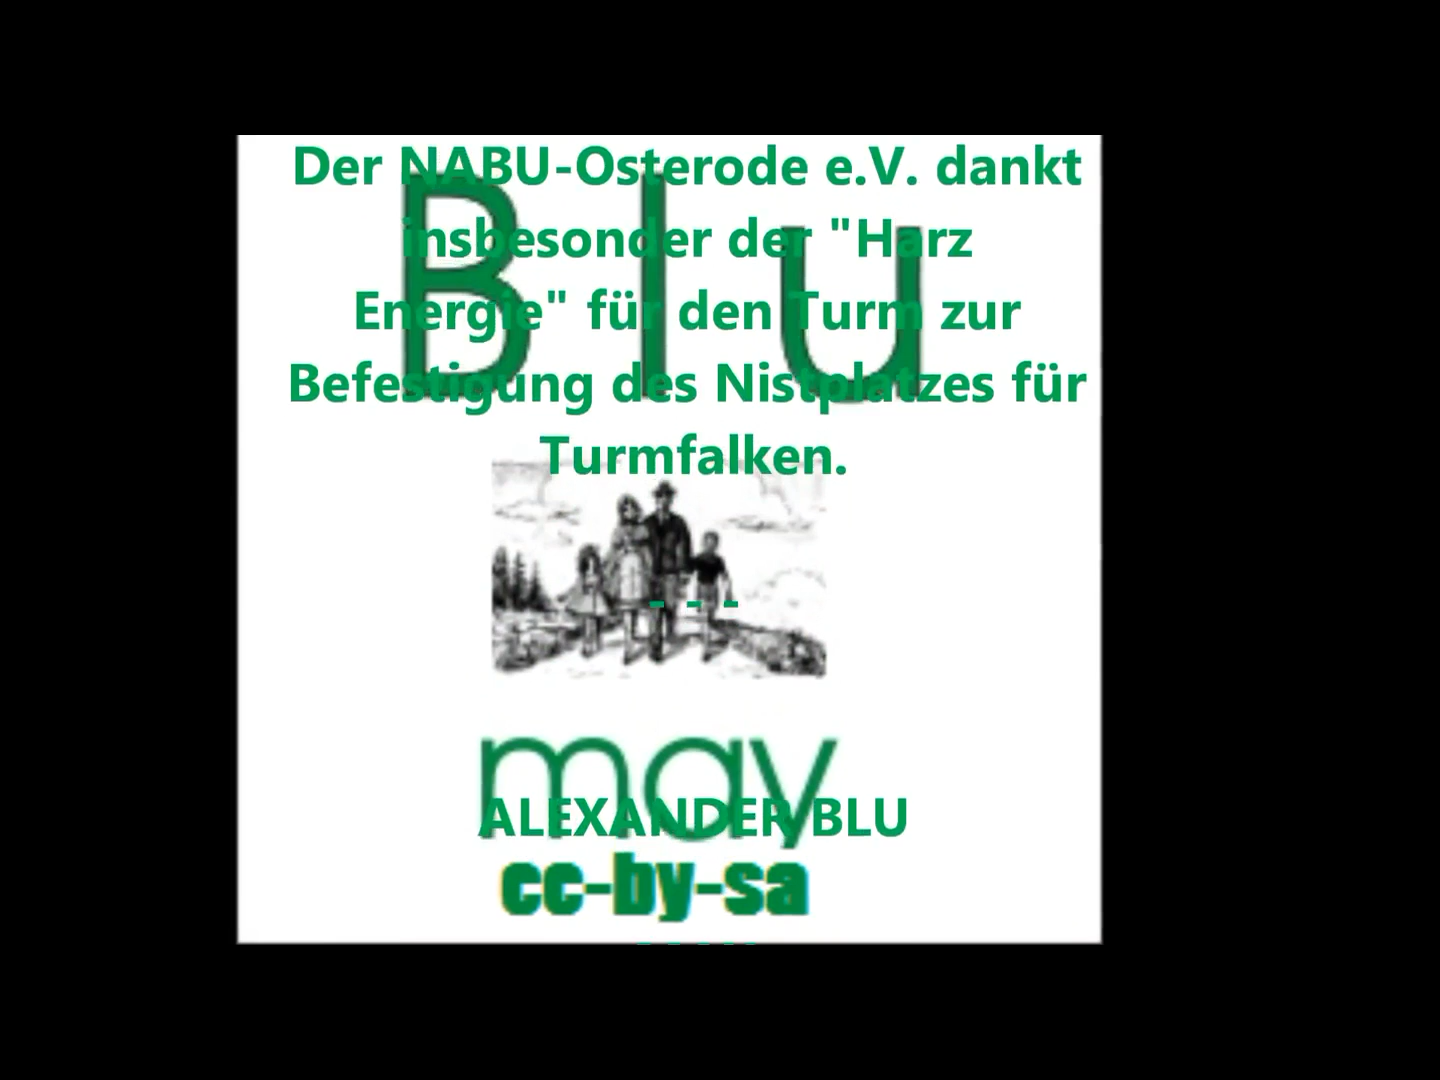 Der NABU-Osterode e.V. dankt
insbesonder der "Harz
Energie" für den Turm zur
Befestigung des Nistplatzes für
Turmfalken.
Blu
- - -
may
ALEXANDER BLU
cc-by-sa